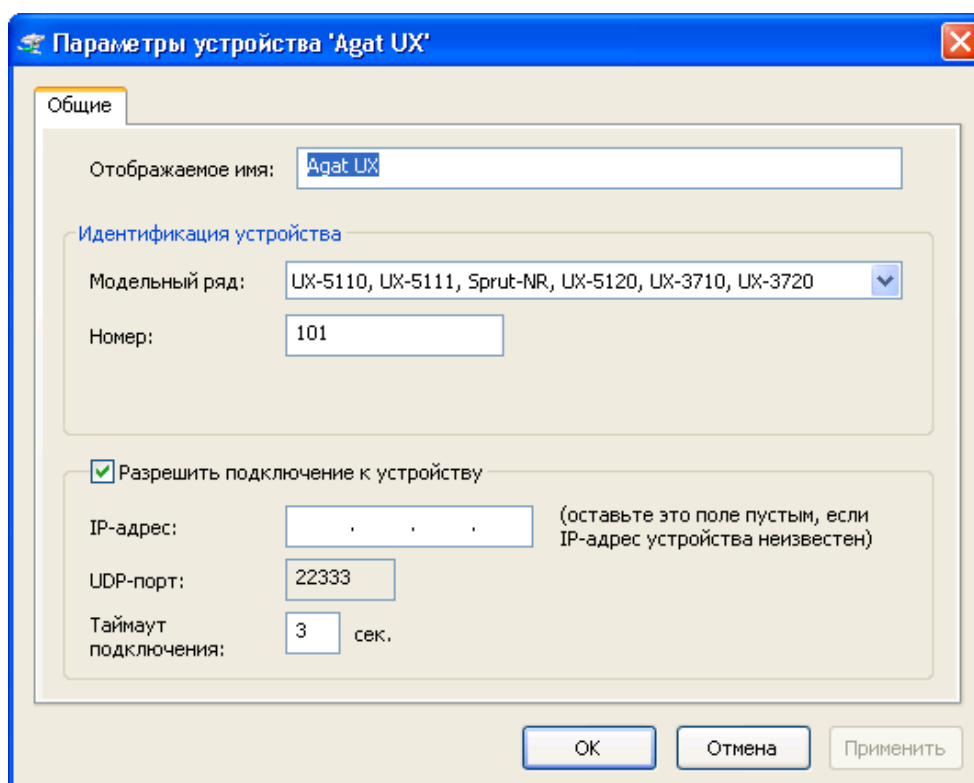 Параметры устройства 'Agat UX'
Общие
Отображаемое имя: Agat UX
Идентификация устройства
Модельный ряд: UX-5110, UX-5111, Sprut-NR, UX-5120, UX-3710, UX-3720
Номер: 101
Разрешить подключение к устройству
IP-адрес: . . . (оставьте это поле пустым, если
IP-адрес устройства неизвестен)
UDP-порт: 22333
Таймаут
подключения: 3 сек.
OK Отмена Применить